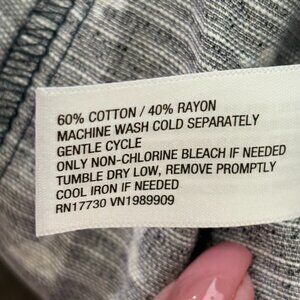 60% COTTON / 40% RAYON
MACHINE WASH COLD SEPARATELY
GENTLE CYCLE
ONLY NON-CHLORINE BLEACH IF NEEDED
TUMBLE DRY LOW, REMOVE PROMPTLY
COOL IRON IF NEEDED
RN17730 VN1989909